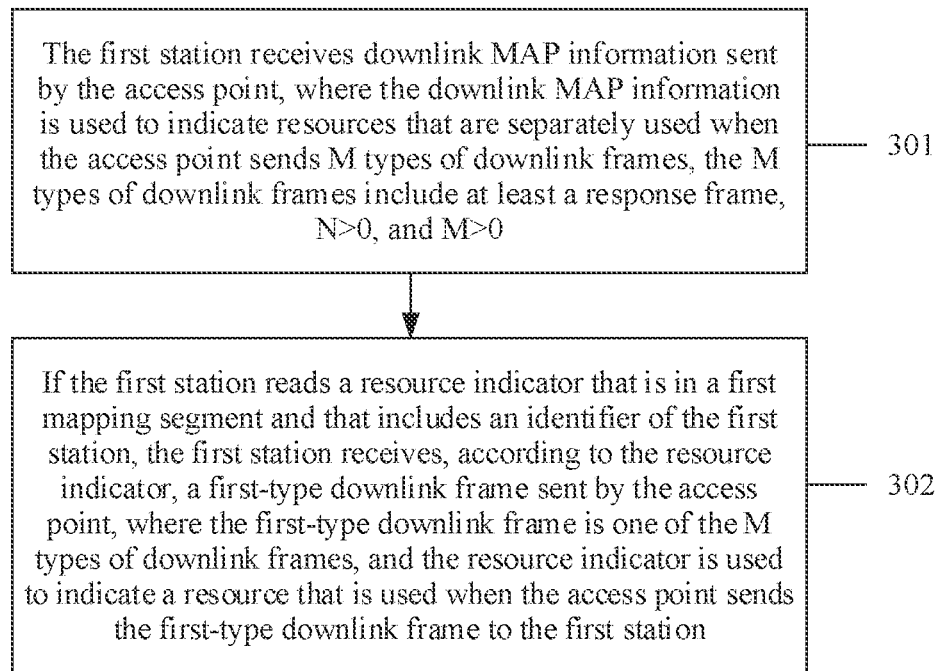 The first station receives downlink MAP information sent
by the access point, where the downlink MAP information
is used to indicate resources that are separately used when
the access point sends M types of downlink frames, the M
types of downlink frames include at least a response frame,
N>0, and M>0
301
If the first station reads a resource indicator that is in a first
mapping segment and that includes an identifier of the first
station, the first station receives, according to the resource
indicator, a first-type downlink frame sent by the access
point, where the first-type downlink frame is one of the M
types of downlink frames, and the resource indicator is used
to indicate a resource that is used when the access point sends
the first-type downlink frame to the first station
302